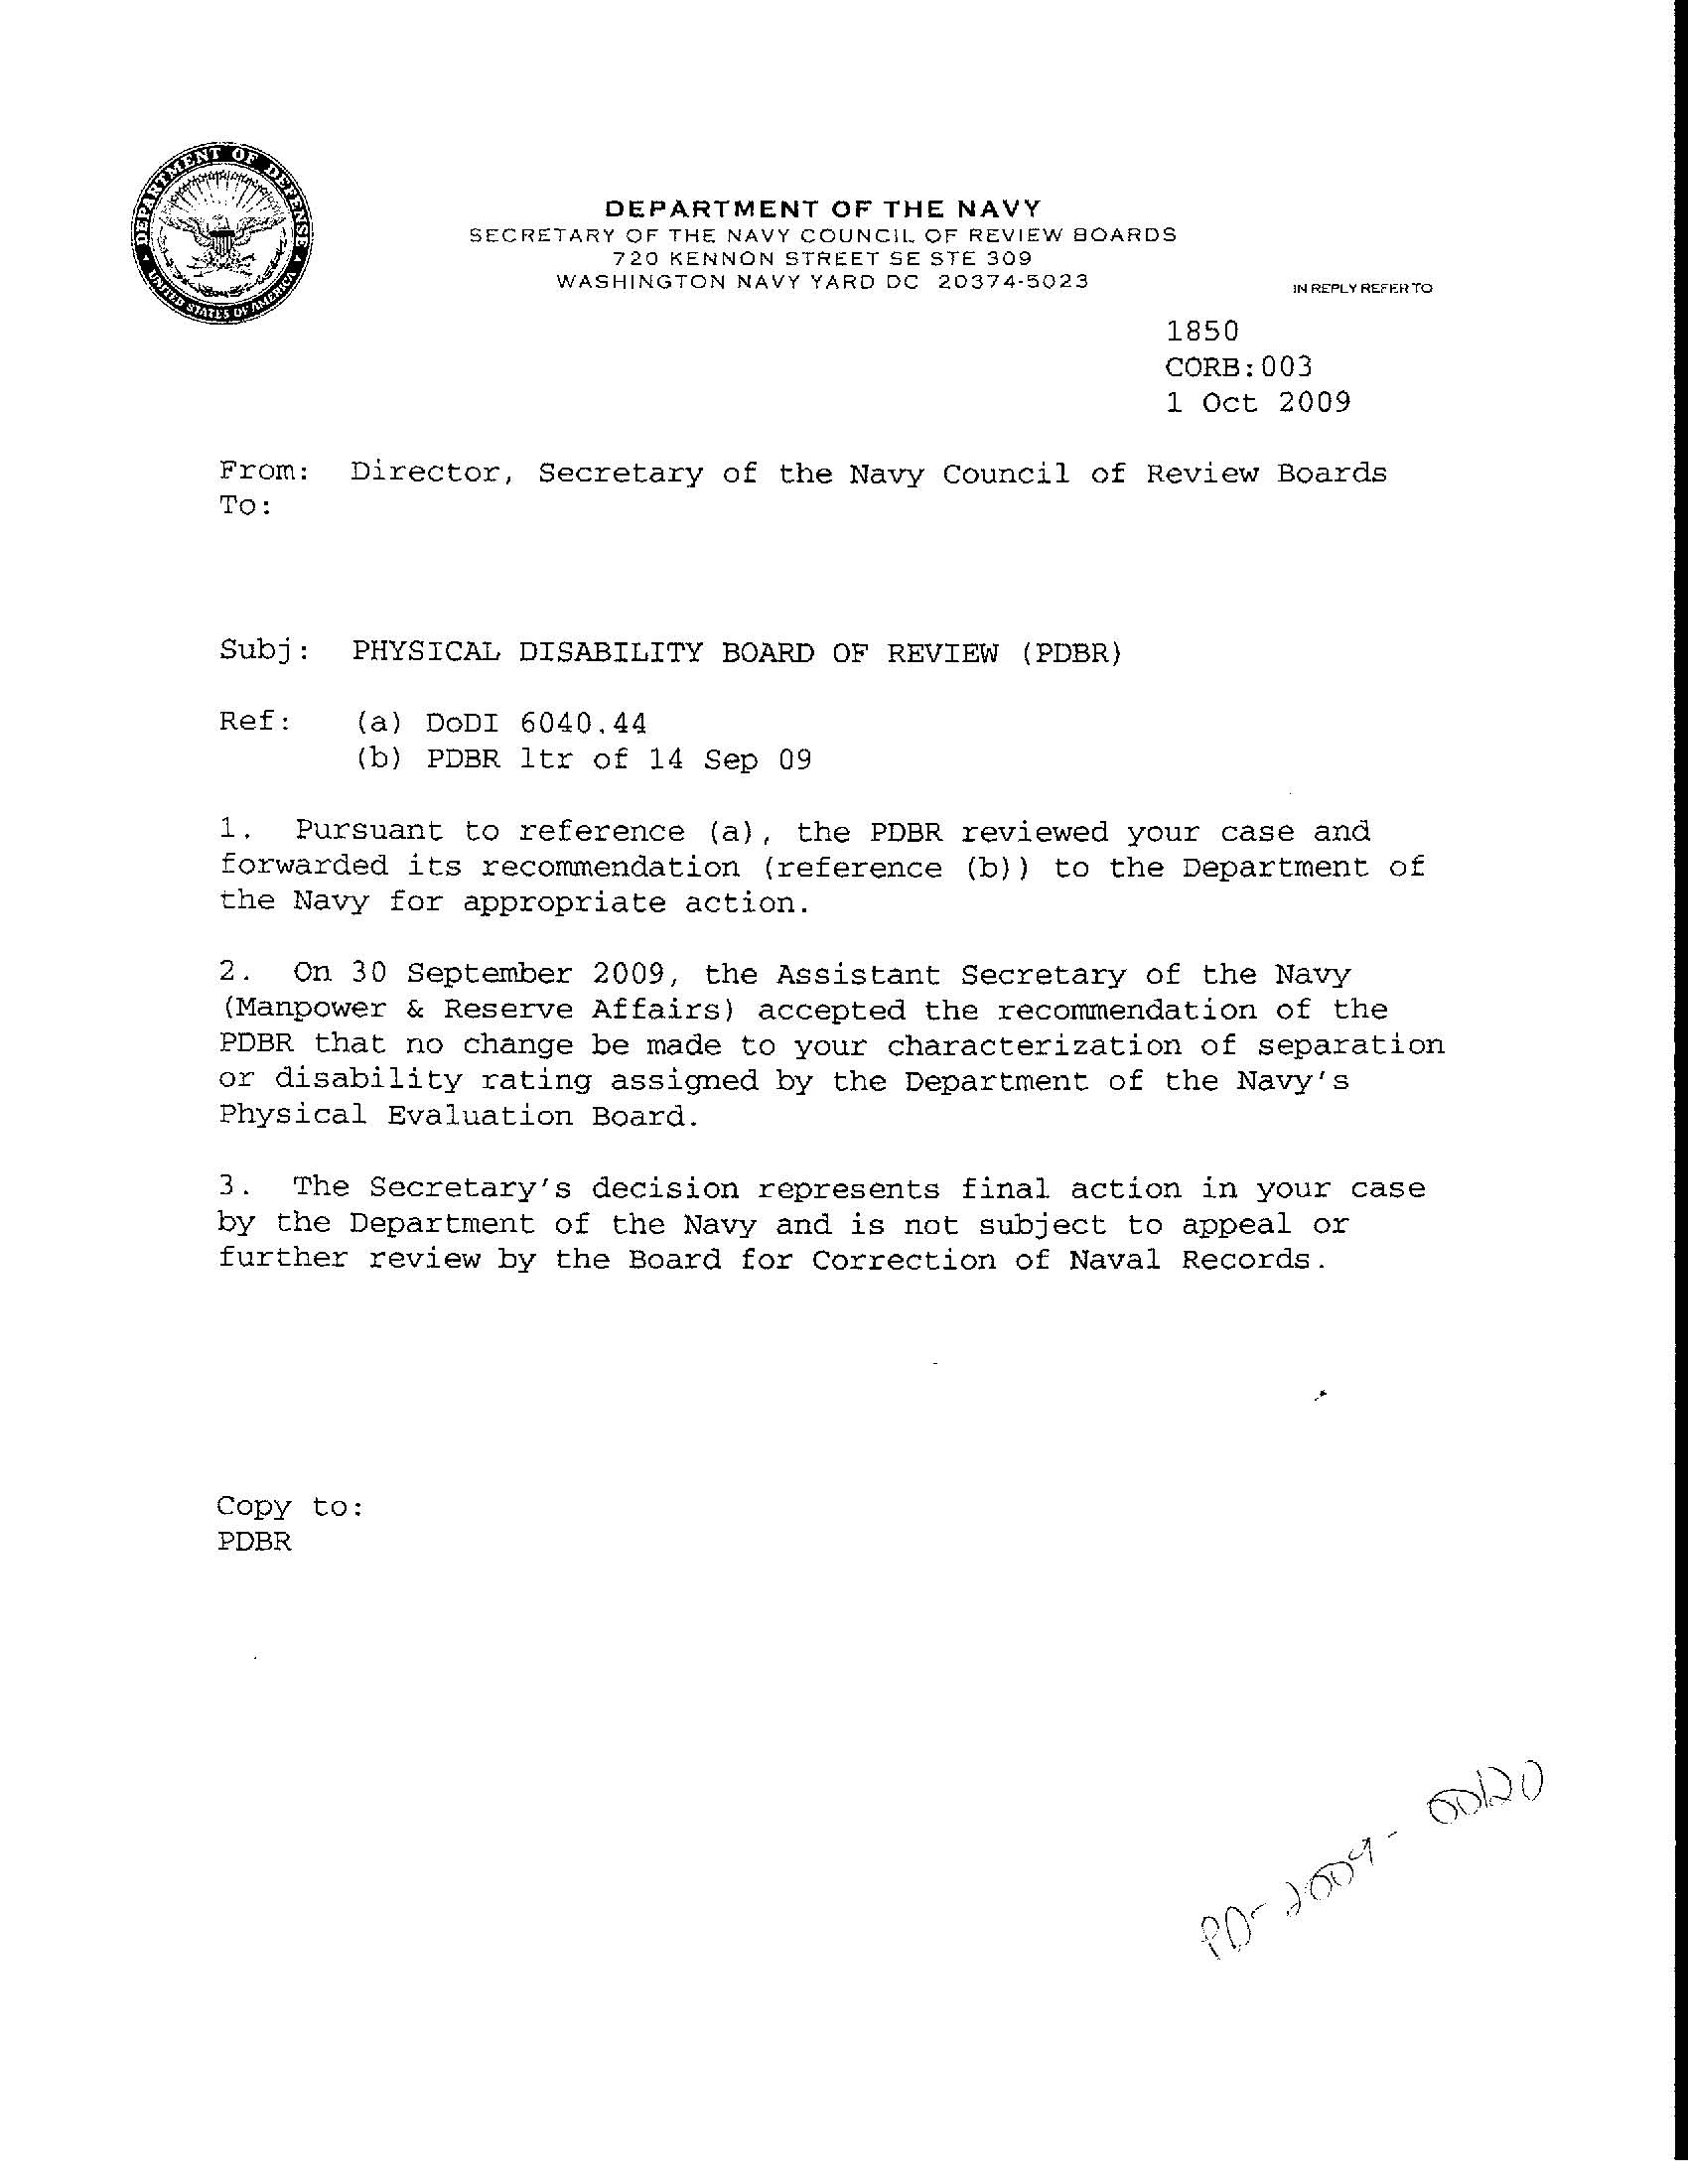 DEPARTMENT OF DEFENSE
UNITED STATES OF AMERICA
DEPARTMENT OF THE NAVY
SECRETARY OF THE NAVY COUNCIL OF REVIEW BOARDS
720 KENNON STREET SE STE 309
WASHINGTON NAVY YARD DC 20374-5023
IN REPLY REFER TO
1850
CORB:003
1 Oct 2009
From: Director, Secretary of the Navy Council of Review Boards
To:
Subj: PHYSICAL DISABILITY BOARD OF REVIEW (PDBR)
Ref: (a) DoDI 6040.44
(b) PDBR ltr of 14 Sep 09
1. Pursuant to reference (a), the PDBR reviewed your case and
forwarded its recommendation (reference (b)) to the Department of
the Navy for appropriate action.
2. On 30 September 2009, the Assistant Secretary of the Navy
(Manpower & Reserve Affairs) accepted the recommendation of the
PDBR that no change be made to your characterization of separation
or disability rating assigned by the Department of the Navy's
Physical Evaluation Board.
3. The Secretary's decision represents final action in your case
by the Department of the Navy and is not subject to appeal or
further review by the Board for Correction of Naval Records.
Copy to:
PDBR
PD-2009-00120